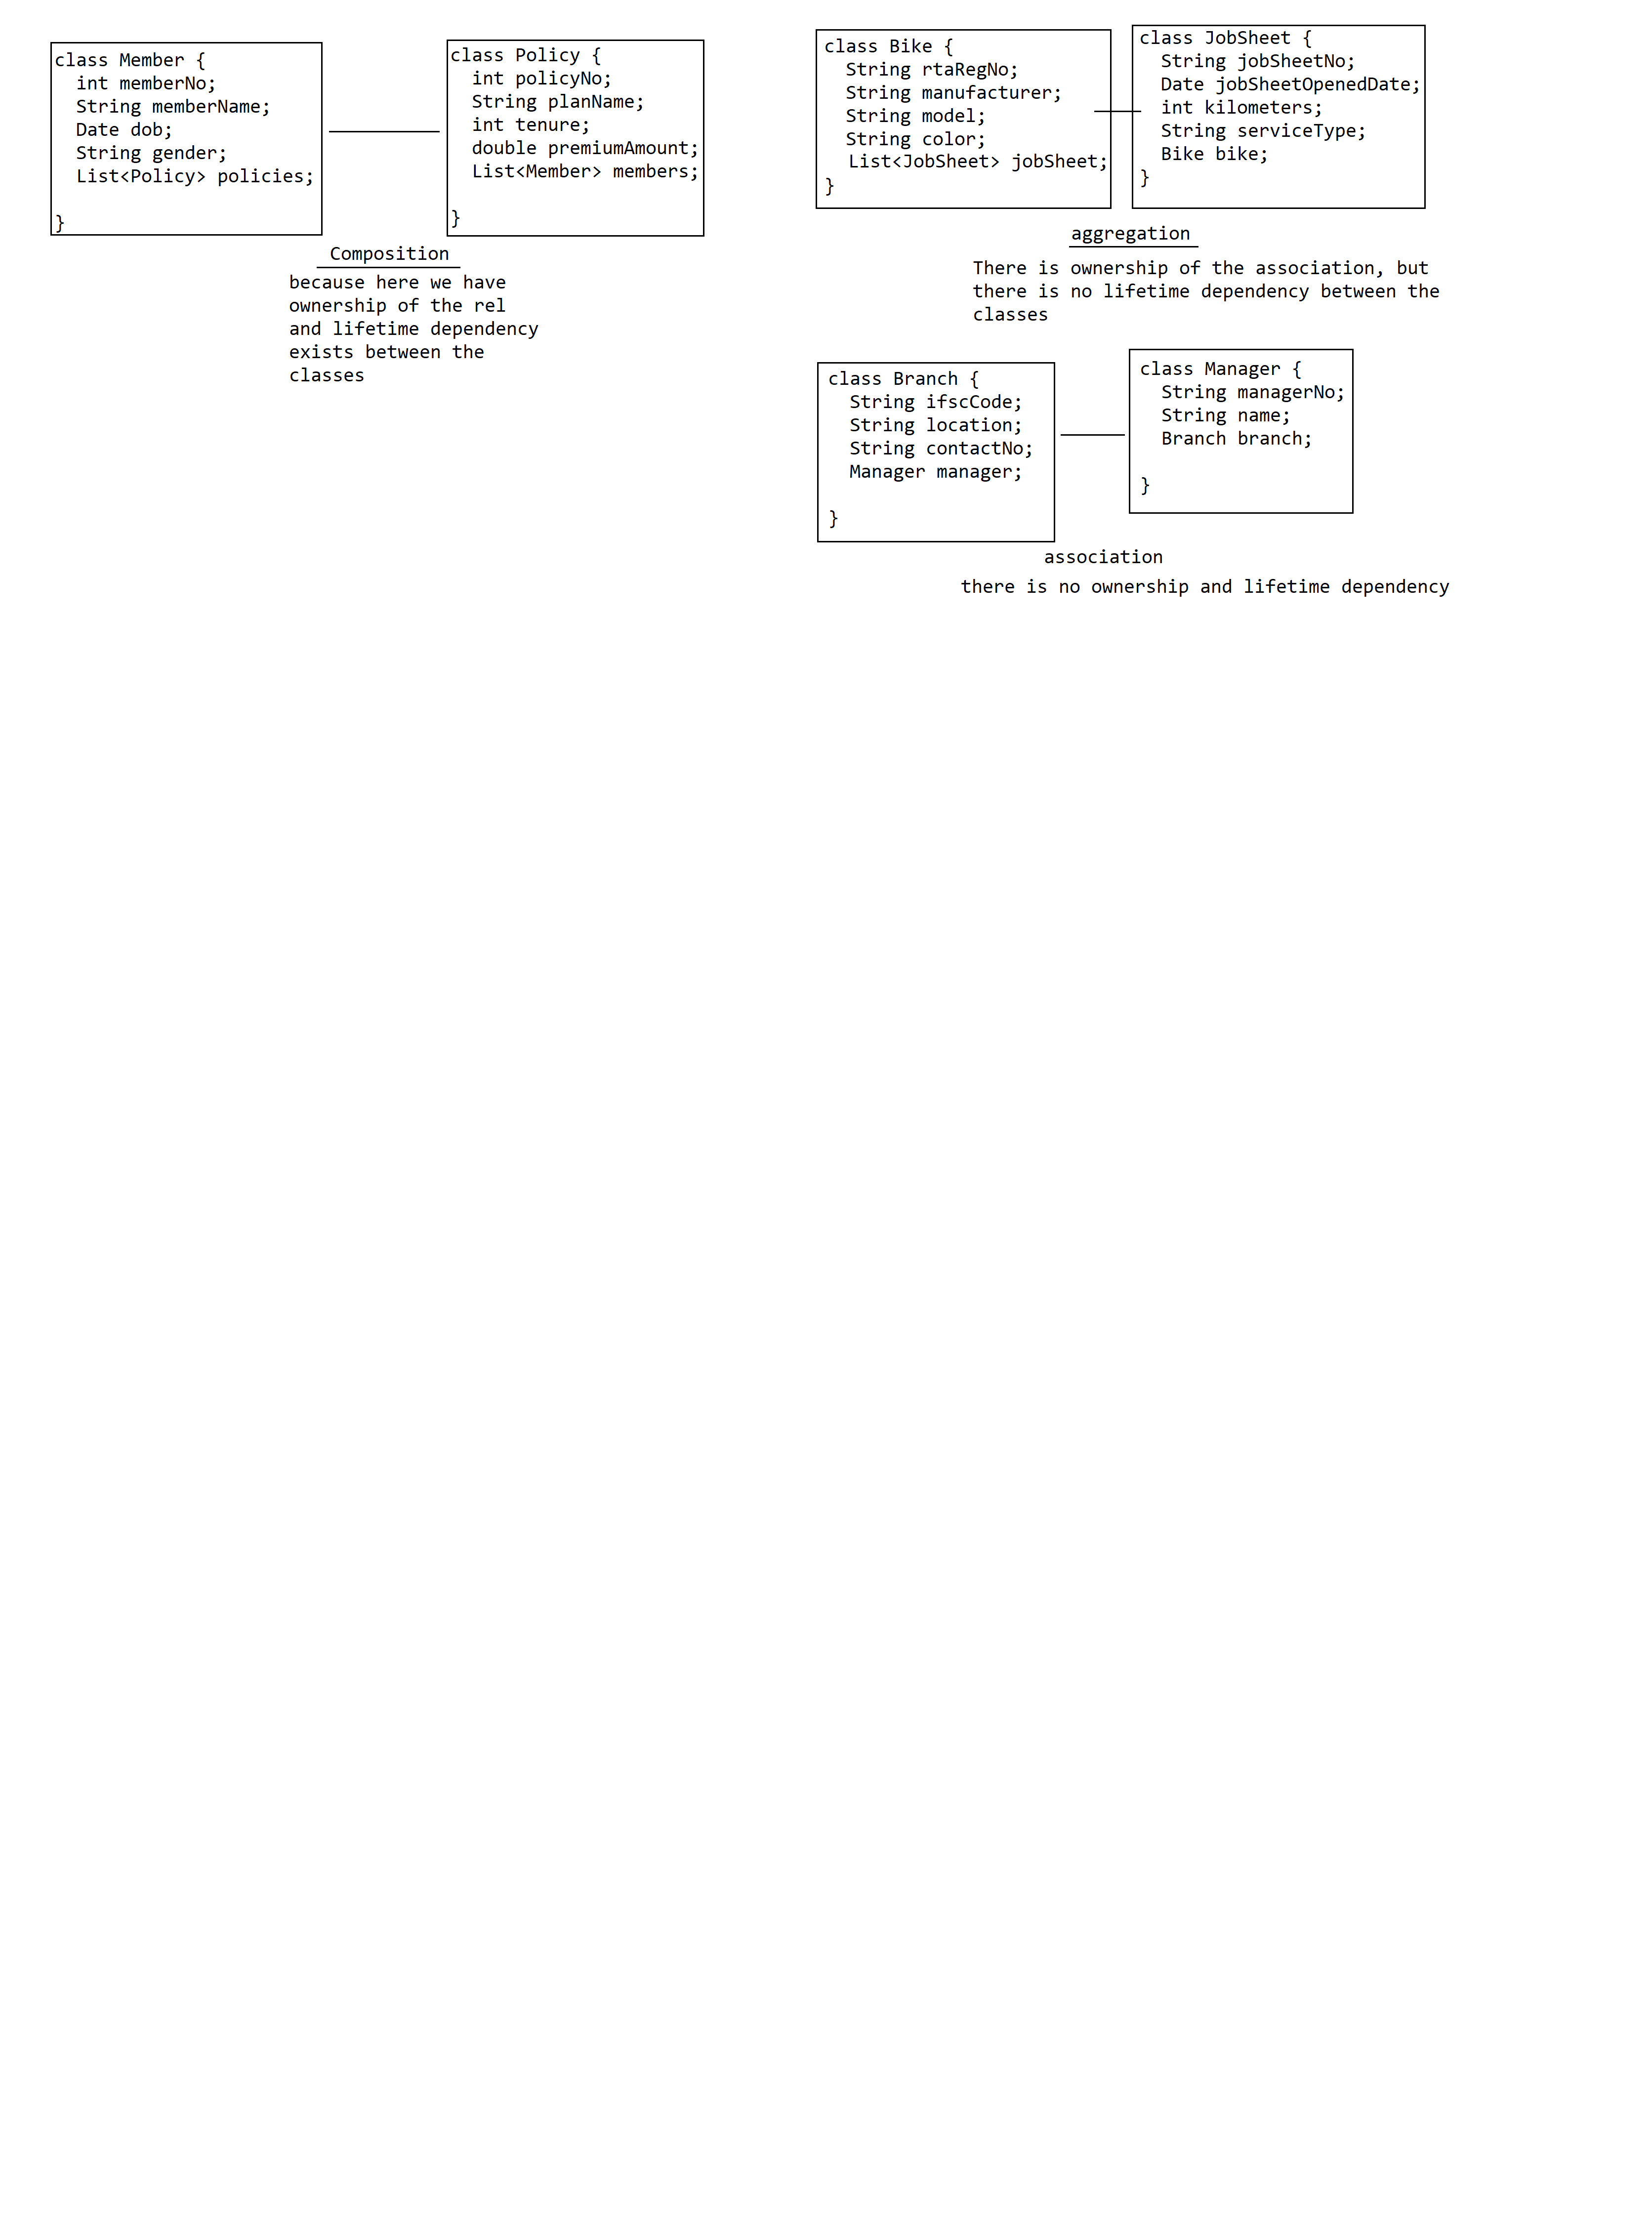 class Member {
  int memberNo;
  String memberName;
  Date dob;
  String gender;
  List<Policy> policies;
}
class Policy {
  int policyNo;
  String planName;
  int tenure;
  double premiumAmount;
  List<Member> members;
}
Composition
because here we have
ownership of the rel
and lifetime dependency
exists between the
classes
class Bike {
  String rtaRegNo;
  String manufacturer;
  String model;
  String color;
  List<JobSheet> jobSheet;
}
class JobSheet {
  String jobSheetNo;
  Date jobSheetOpenedDate;
  int kilometers;
  String serviceType;
  Bike bike;
}
aggregation
There is ownership of the association, but
there is no lifetime dependency between the
classes
class Branch {
  String ifscCode;
  String location;
  String contactNo;
  Manager manager;
}
class Manager {
  String managerNo;
  String name;
  Branch branch;
}
association
there is no ownership and lifetime dependency